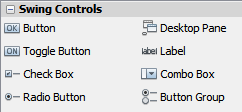 Swing Controls
OK Button Desktop Pane
ON Toggle Button label Label
Check Box Combo Box
Radio Button Button Group